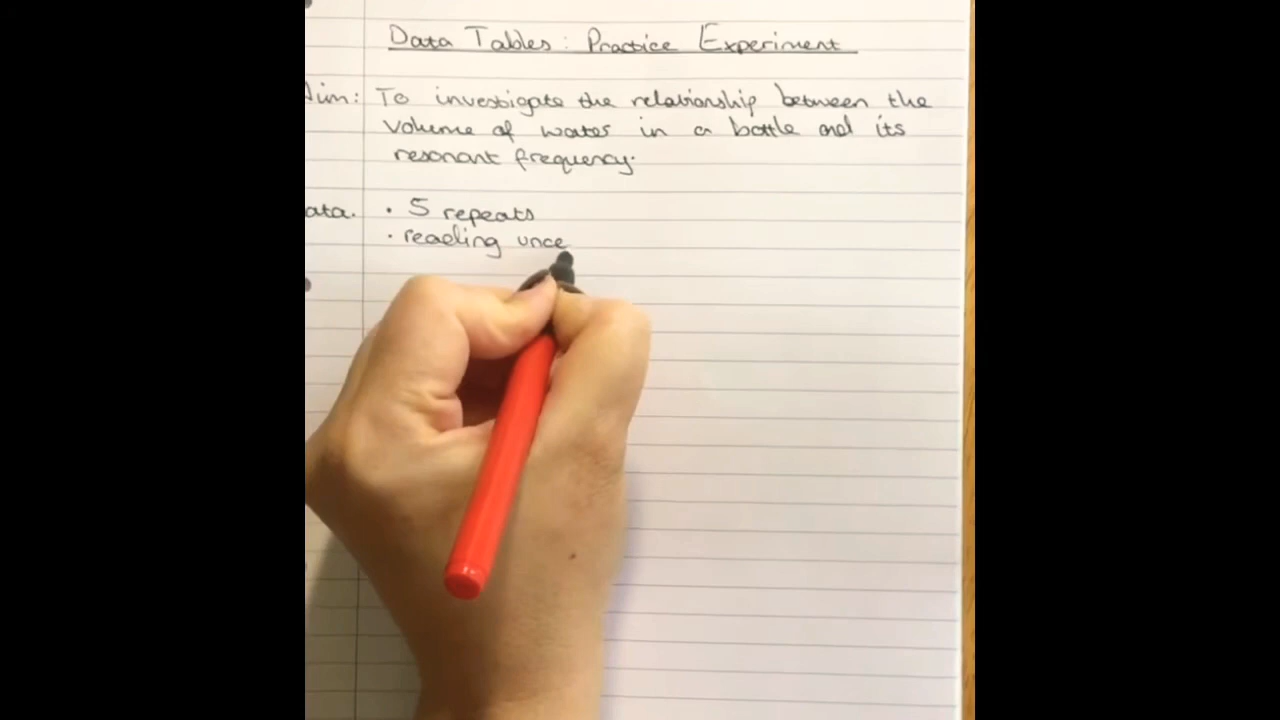 Data Tables: Practice Experiment
Aim: To investigate the relationship between the
volume of water in a bottle and its
resonant frequency.
ata. • 5 repeats
• reading unce